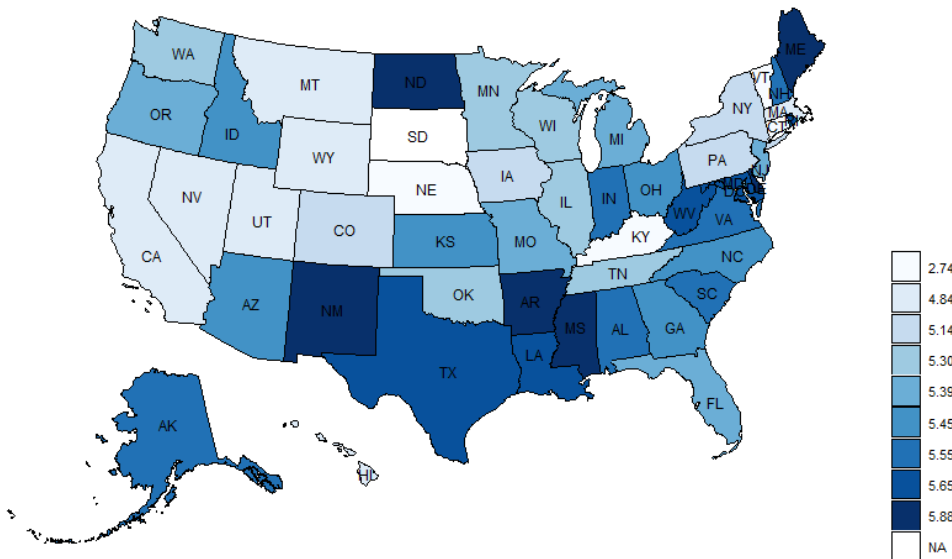 WA
MT
ND
MN
ME
VT
NH
OR
ID
SD
WI
MI
NY
MA
CT
WY
NE
IA
PA
NJ
NV
UT
CO
IL
IN
OH
WV
VA
CA
KS
MO
KY
NC
AZ
NM
OK
AR
TN
SC
MS
AL
GA
TX
LA
FL
AK
HI
2.74
4.84
5.14
5.30
5.39
5.45
5.55
5.65
5.88
NA